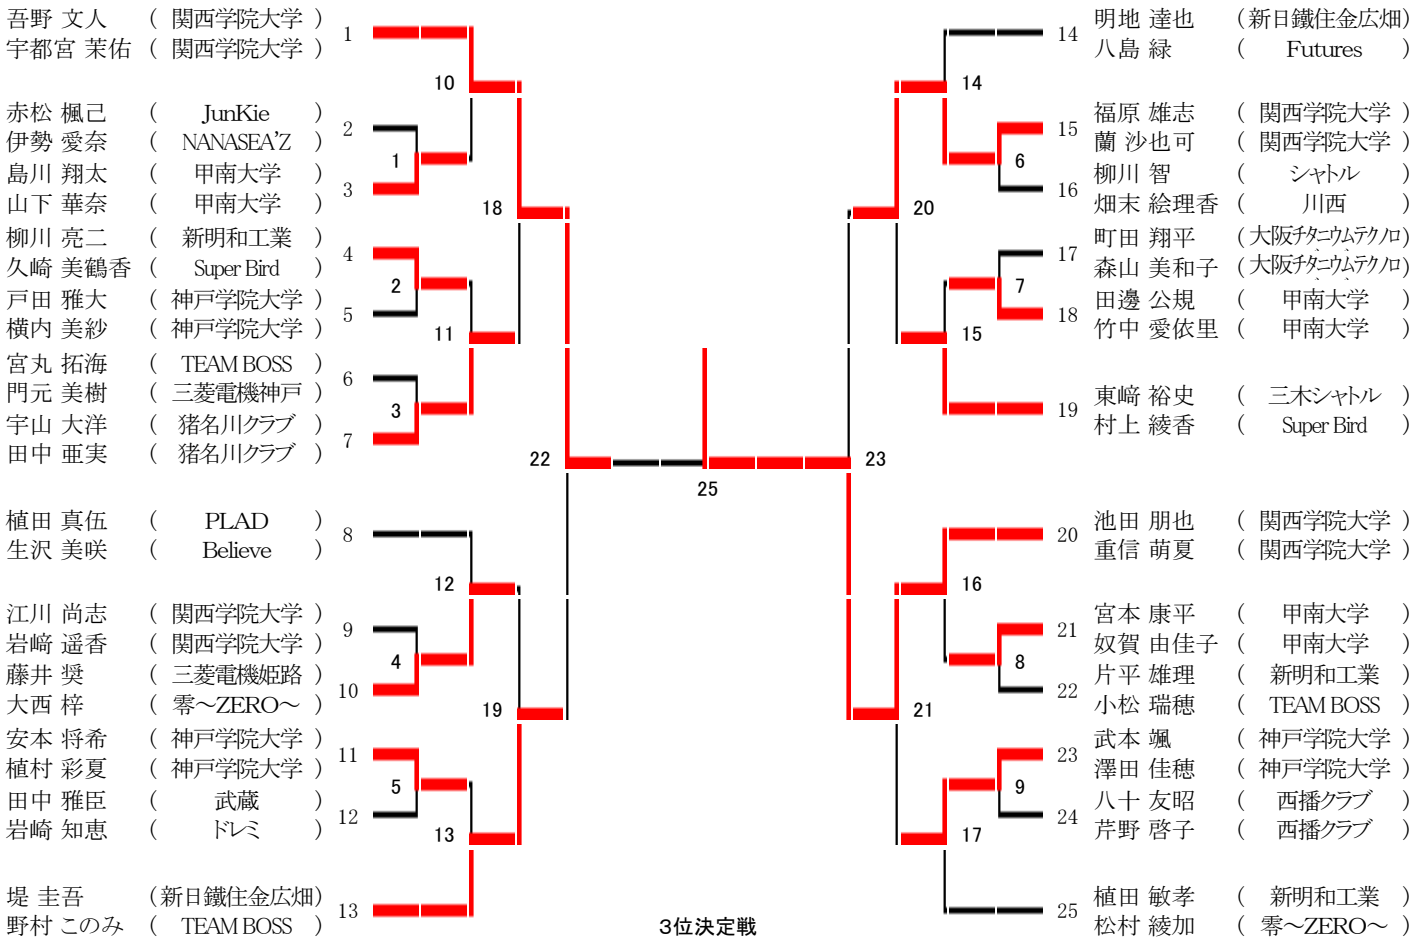 吾野 文人 ( 関西学院大学 ) 1
宇都宮 茉佑 ( 関西学院大学 )
10
赤松 楓己 ( JunKie ) 2
伊勢 愛奈 ( NANASEA'Z )
1
島川 翔太 ( 甲南大学 ) 3
山下 華奈 ( 甲南大学 )
18
柳川 亮二 ( 新明和工業 ) 4
久崎 美鶴香 ( Super Bird )
2
戸田 雅大 ( 神戸学院大学 ) 5
横内 美紗 ( 神戸学院大学 )
11
宮丸 拓海 ( TEAM BOSS ) 6
門元 美樹 ( 三菱電機神戸 )
3
宇山 大洋 ( 猪名川クラブ ) 7
田中 亜実 ( 猪名川クラブ )
22
植田 真伍 ( PLAD ) 8
生沢 美咲 ( Believe )
12
江川 尚志 ( 関西学院大学 ) 9
岩﨑 遥香 ( 関西学院大学 )
4
藤井 奨 ( 三菱電機姫路 ) 10
大西 梓 ( 零～ZERO～ )
19
安本 将希 ( 神戸学院大学 ) 11
植村 彩夏 ( 神戸学院大学 )
5
田中 雅臣 ( 武蔵 ) 12
岩崎 知恵 ( ドレミ )
13
堤 圭吾 (新日鐵住金広畑) 13
野村 このみ ( TEAM BOSS )
25
3位決定戦
14 明地 達也 (新日鐵住金広畑)
八島 緑 ( Futures )
14
15 福原 雄志 ( 関西学院大学 )
蘭 沙也可 ( 関西学院大学 )
6
16 柳川 智 ( シャトル )
畑末 絵理香 ( 川西 )
20
17 町田 翔平 (大阪チタニウムテクノロ)
森山 美和子 (大阪チタニウムテクノロ)
7
18 田邊 公規 ( 甲南大学 )
竹中 愛依里 ( 甲南大学 )
15
19 東﨑 裕史 ( 三木シャトル )
村上 綾香 ( Super Bird )
23
20 池田 朋也 ( 関西学院大学 )
重信 萌夏 ( 関西学院大学 )
16
21 宮本 康平 ( 甲南大学 )
奴賀 由佳子 ( 甲南大学 )
8
22 片平 雄理 ( 新明和工業 )
小松 瑞穂 ( TEAM BOSS )
21
23 武本 颯 ( 神戸学院大学 )
澤田 佳穂 ( 神戸学院大学 )
9
24 八十 友昭 ( 西播クラブ )
芹野 啓子 ( 西播クラブ )
17
25 植田 敏孝 ( 新明和工業 )
松村 綾加 ( 零～ZERO～ )